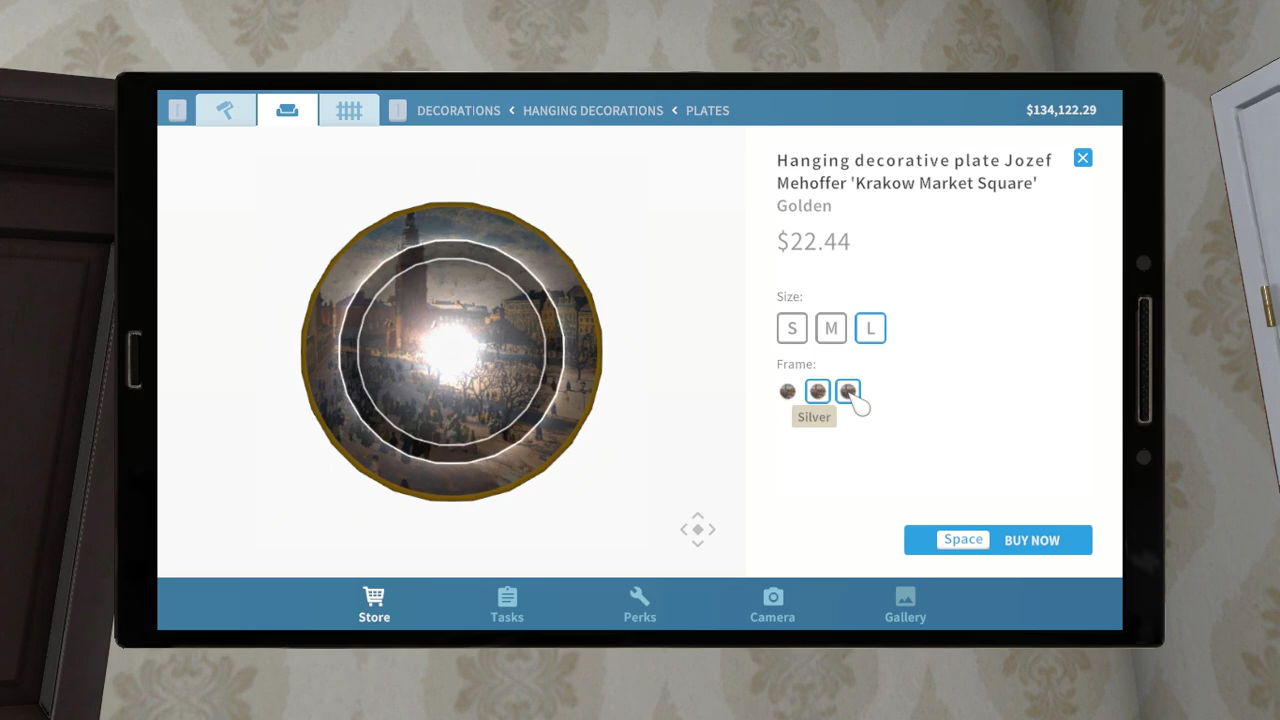 DECORATIONS < HANGING DECORATIONS < PLATES
$134,122.29
Hanging decorative plate Jozef
Mehoffer 'Krakow Market Square'
Golden
$22.44
Size:
S M L
Frame:
Silver
Space BUY NOW
Store Tasks Perks Camera Gallery